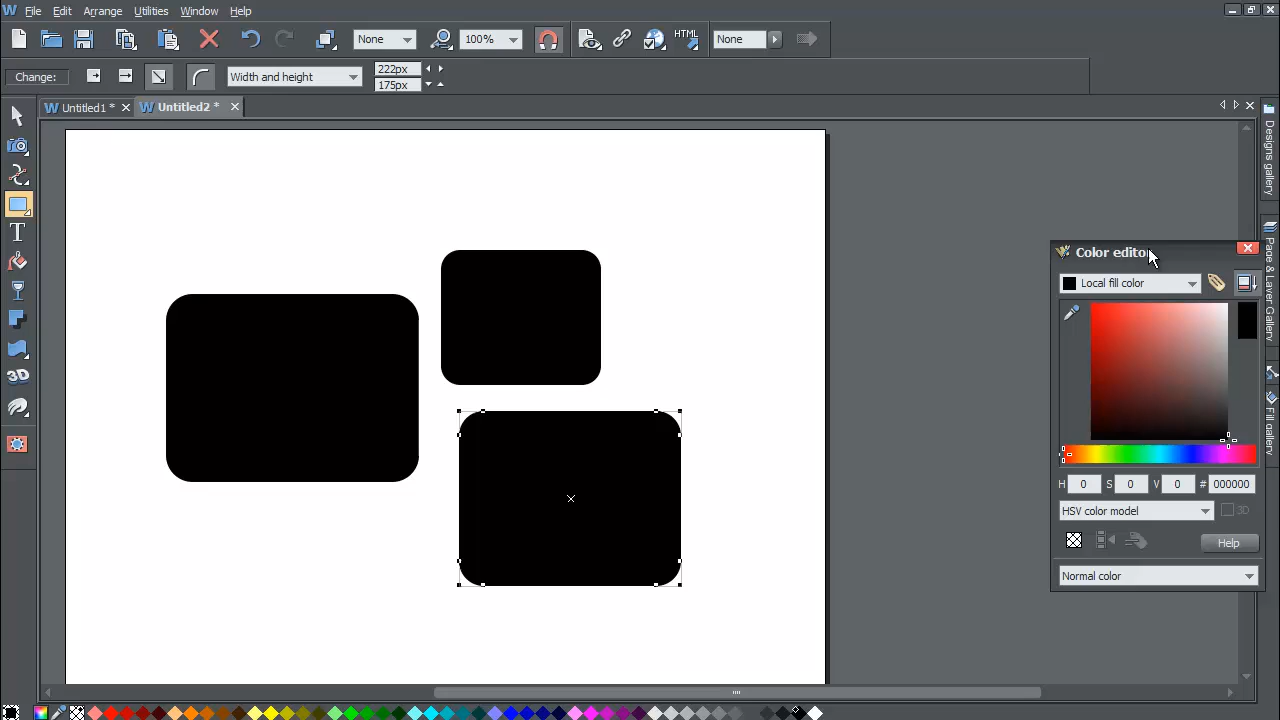 File Edit Arrange Utilities Window Help
None 100% HTML None
Change: Width and height 222px
175px
Untitled1 * Untitled2 *
Designs gallery
Page & Layer Gallery
Fill gallery
T
3D
Color editor
Local fill color
H 0 S 0 V 0 # 000000
HSV color model 3D
Help
Normal color